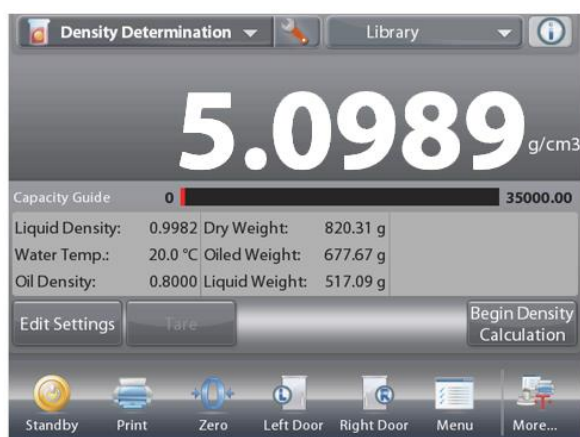 Density Determination Library
5.0989 g/cm3
Capacity Guide 0 35000.00
Liquid Density: 0.9982 Dry Weight: 820.31 g
Water Temp.: 20.0 °C Oiled Weight: 677.67 g
Oil Density: 0.8000 Liquid Weight: 517.09 g
Edit Settings Tare Begin Density
Calculation
L R
Standby Print Zero Left Door Right Door Menu More...